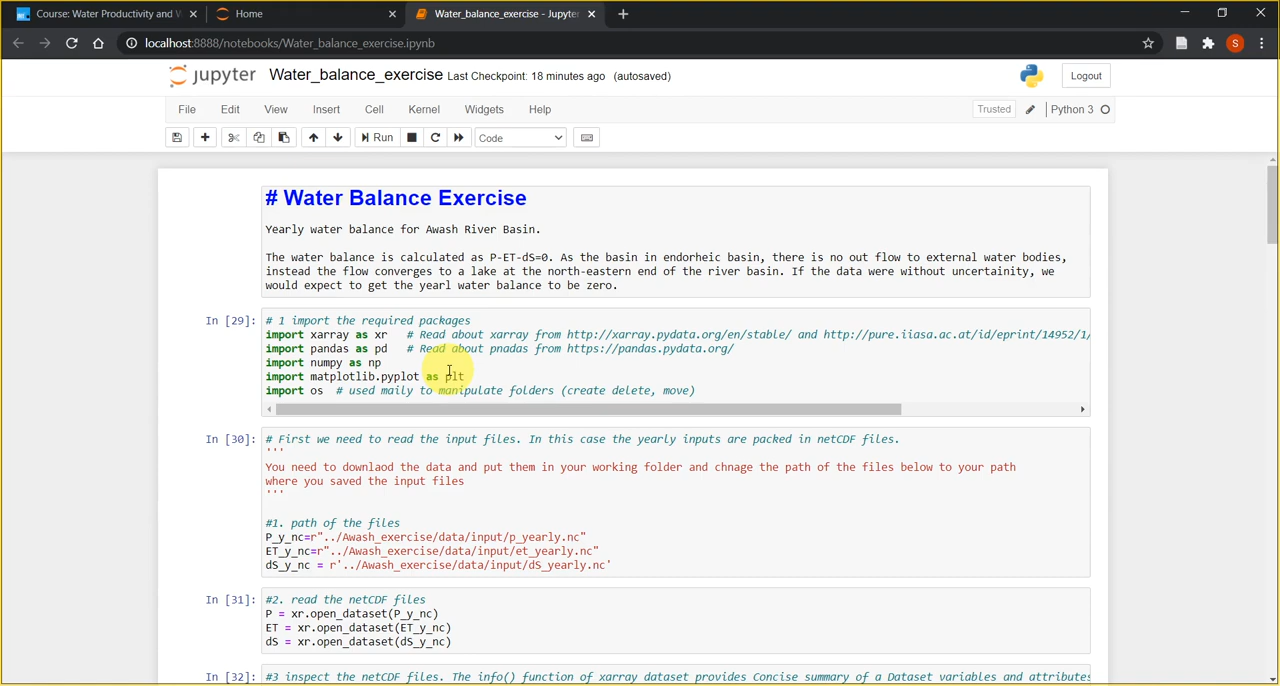 Course: Water Productivity and W
Home
Water_balance_exercise - Jupyter
localhost:8888/notebooks/Water_balance_exercise.ipynb
S
jupyter Water_balance_exercise Last Checkpoint: 18 minutes ago (autosaved)
Logout
File Edit View Insert Cell Kernel Widgets Help
Trusted Python 3
Run Code
# Water Balance Exercise
Yearly water balance for Awash River Basin.
The water balance is calculated as P-ET-dS=0. As the basin in endorheic basin, there is no out flow to external water bodies,
instead the flow converges to a lake at the north-eastern end of the river basin. If the data were without uncertainity, we
would expect to get the yearl water balance to be zero.
In [29]: # 1 import the required packages
import xarray as xr # Read about xarray from http://xarray.pydata.org/en/stable/ and http://pure.iiasa.ac.at/id/eprint/14952/1/
import pandas as pd # Read about pnadas from https://pandas.pydata.org/
import numpy as np
import matplotlib.pyplot as plt
import os # used maily to manipulate folders (create delete, move)
In [30]: # First we need to read the input files. In this case the yearly inputs are packed in netCDF files.
'''
You need to downlaod the data and put them in your working folder and chnage the path of the files below to your path
where you saved the input files
'''
#1. path of the files
P_y_nc=r"../Awash_exercise/data/input/p_yearly.nc"
ET_y_nc=r"../Awash_exercise/data/input/et_yearly.nc"
dS_y_nc = r'../Awash_exercise/data/input/dS_yearly.nc'
In [31]: #2. read the netCDF files
P = xr.open_dataset(P_y_nc)
ET = xr.open_dataset(ET_y_nc)
dS = xr.open_dataset(dS_y_nc)
In [32]: #3 inspect the netCDF files. The info() function of xarray dataset provides Concise summary of a Dataset variables and attributes